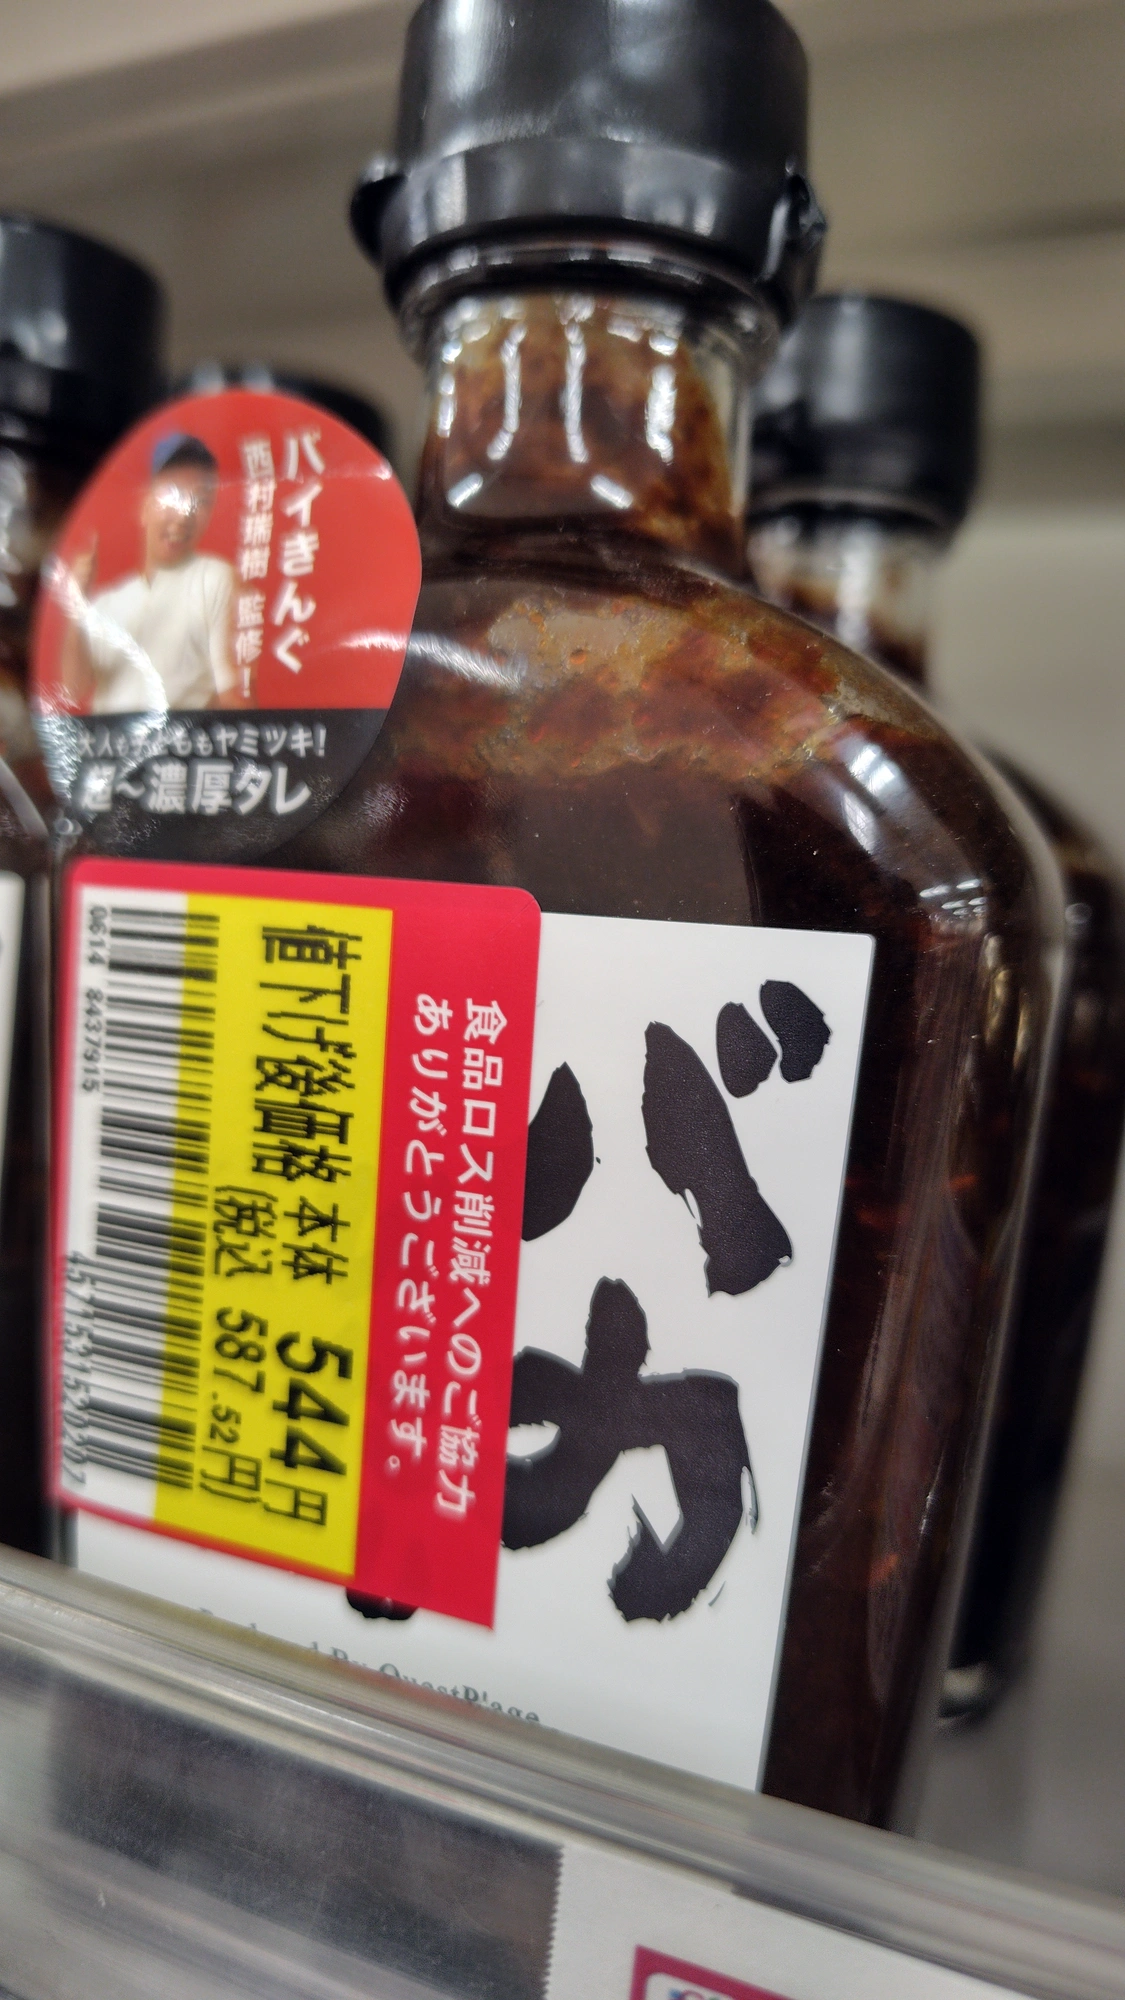 バイきんぐ
西村瑞樹 監修!
大人も子どももヤミツキ!
超〜濃厚タレ
食品ロス削減へのご協力
ありがとうございます。
値下げ後価格 本体 544円
(税込 587.52円)
0614 8437915
By QuestP'age